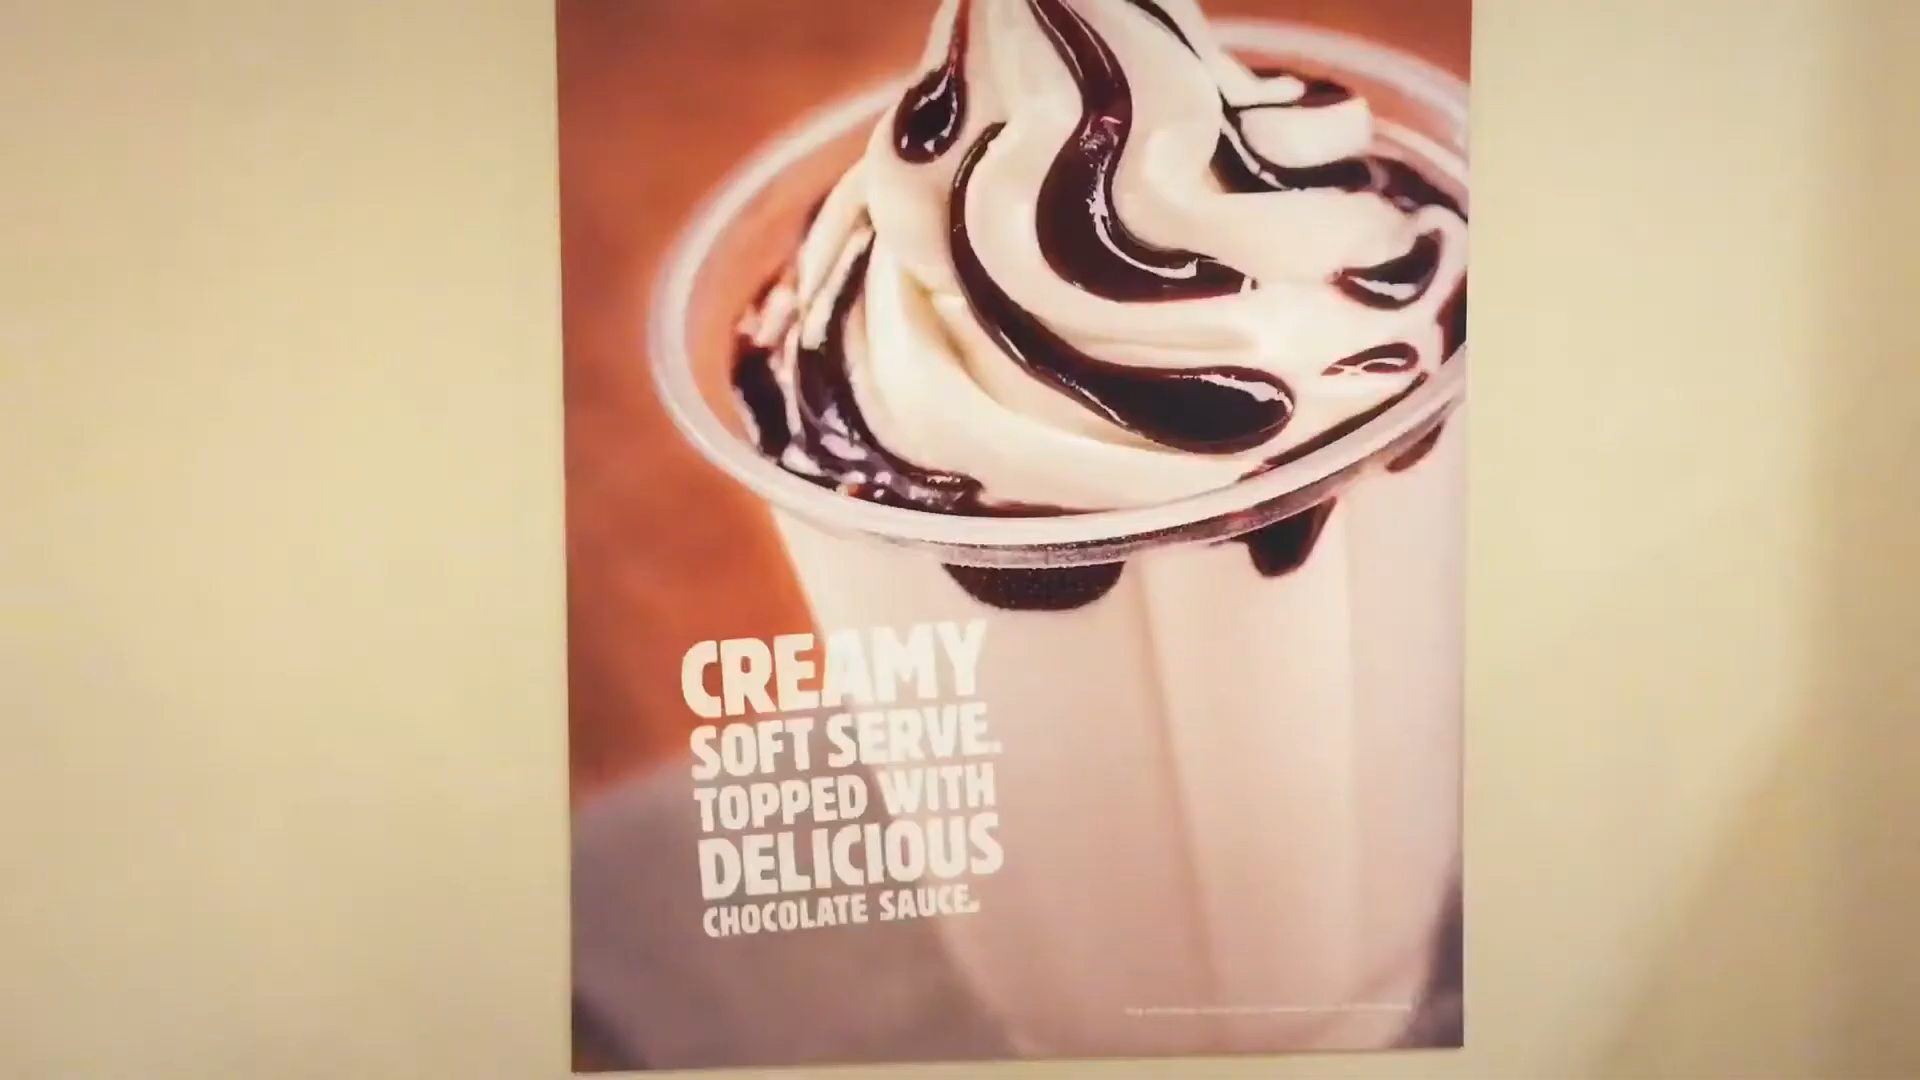 CREAMY
SOFT SERVE.
TOPPED WITH
DELICIOUS
CHOCOLATE SAUCE.